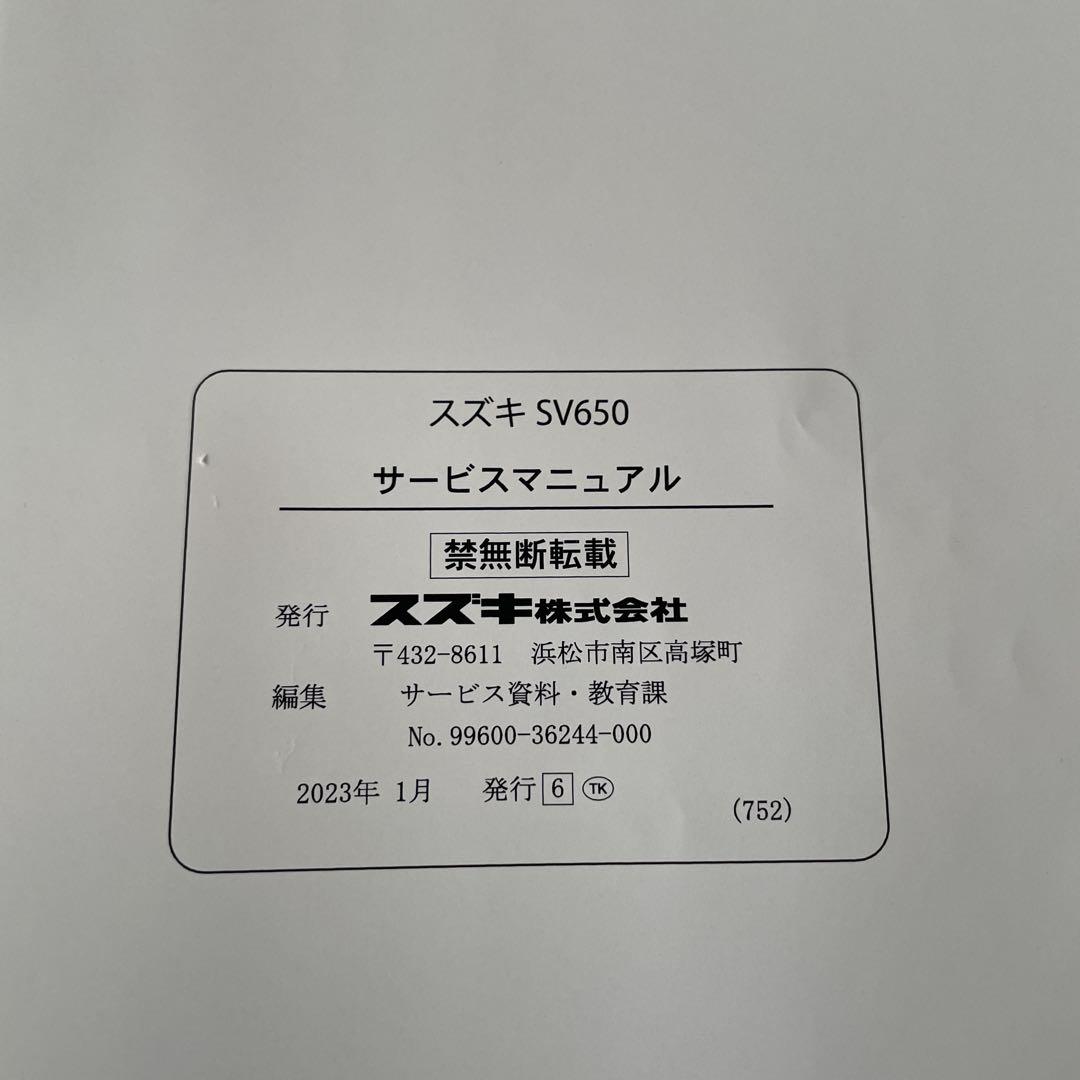 スズキ SV650
サービスマニュアル
禁無断転載
発行 スズキ株式会社
〒432-8611 浜松市南区高塚町
編集 サービス資料・教育課
No. 99600-36244-000
2023年 1月 発行 6 TK
(752)